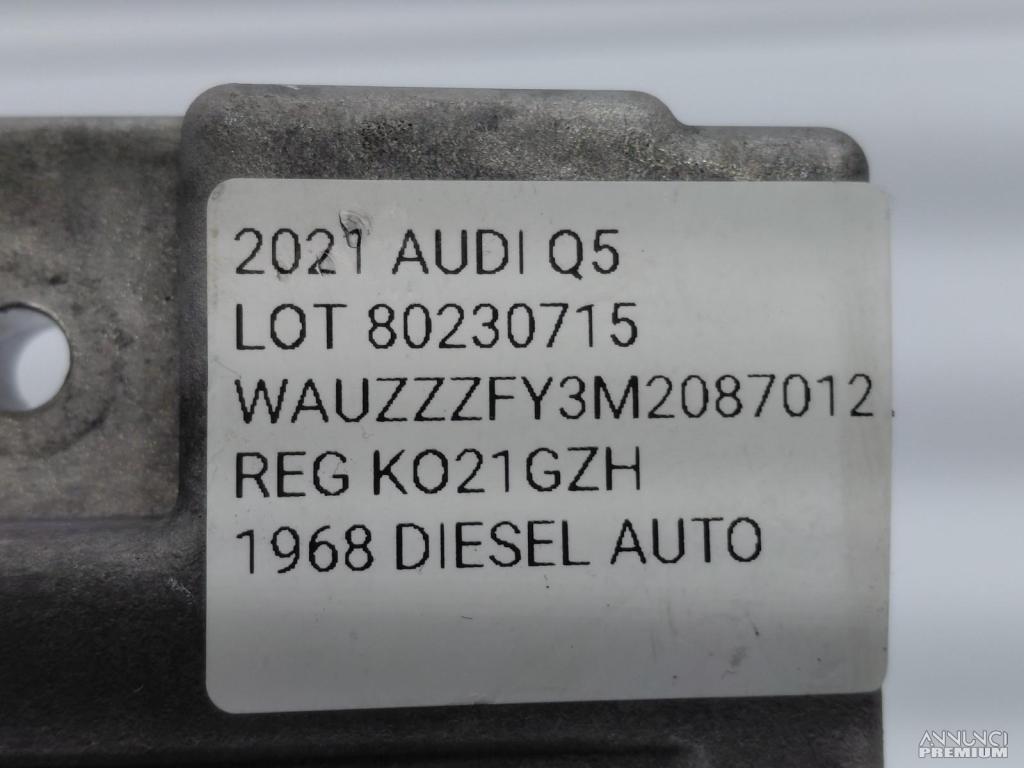 2021 AUDI Q5
LOT 80230715
WAUZZZFY3M2087012
REG KO21GZH
1968 DIESEL AUTO
ANNUNCI
PREMIUM